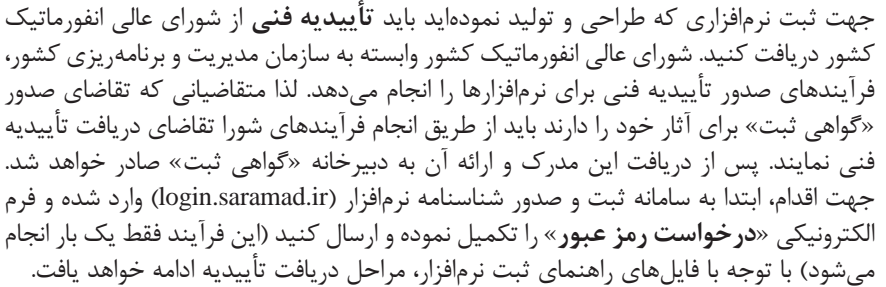 جهت ثبت نرم‌افزاری که طراحی و تولید نموده‌اید باید تأییدیه فنی از شورای عالی انفورماتیک
کشور دریافت کنید. شورای عالی انفورماتیک کشور وابسته به سازمان مدیریت و برنامه‌ریزی کشور،
فرآیندهای صدور تأییدیه فنی برای نرم‌افزارها را انجام می‌دهد. لذا متقاضیانی که تقاضای صدور
«گواهی ثبت» برای آثار خود را دارند باید از طریق انجام فرآیندهای شورا تقاضای دریافت تأییدیه
فنی نمایند. پس از دریافت این مدرک و ارائه آن به دبیرخانه «گواهی ثبت» صادر خواهد شد.
جهت اقدام، ابتدا به سامانه ثبت و صدور شناسنامه نرم‌افزار (login.saramad.ir) وارد شده و فرم
الکترونیکی «درخواست رمز عبور» را تکمیل نموده و ارسال کنید (این فرآیند فقط یک بار انجام
می‌شود) با توجه با فایل‌های راهنمای ثبت نرم‌افزار، مراحل دریافت تأییدیه ادامه خواهد یافت.